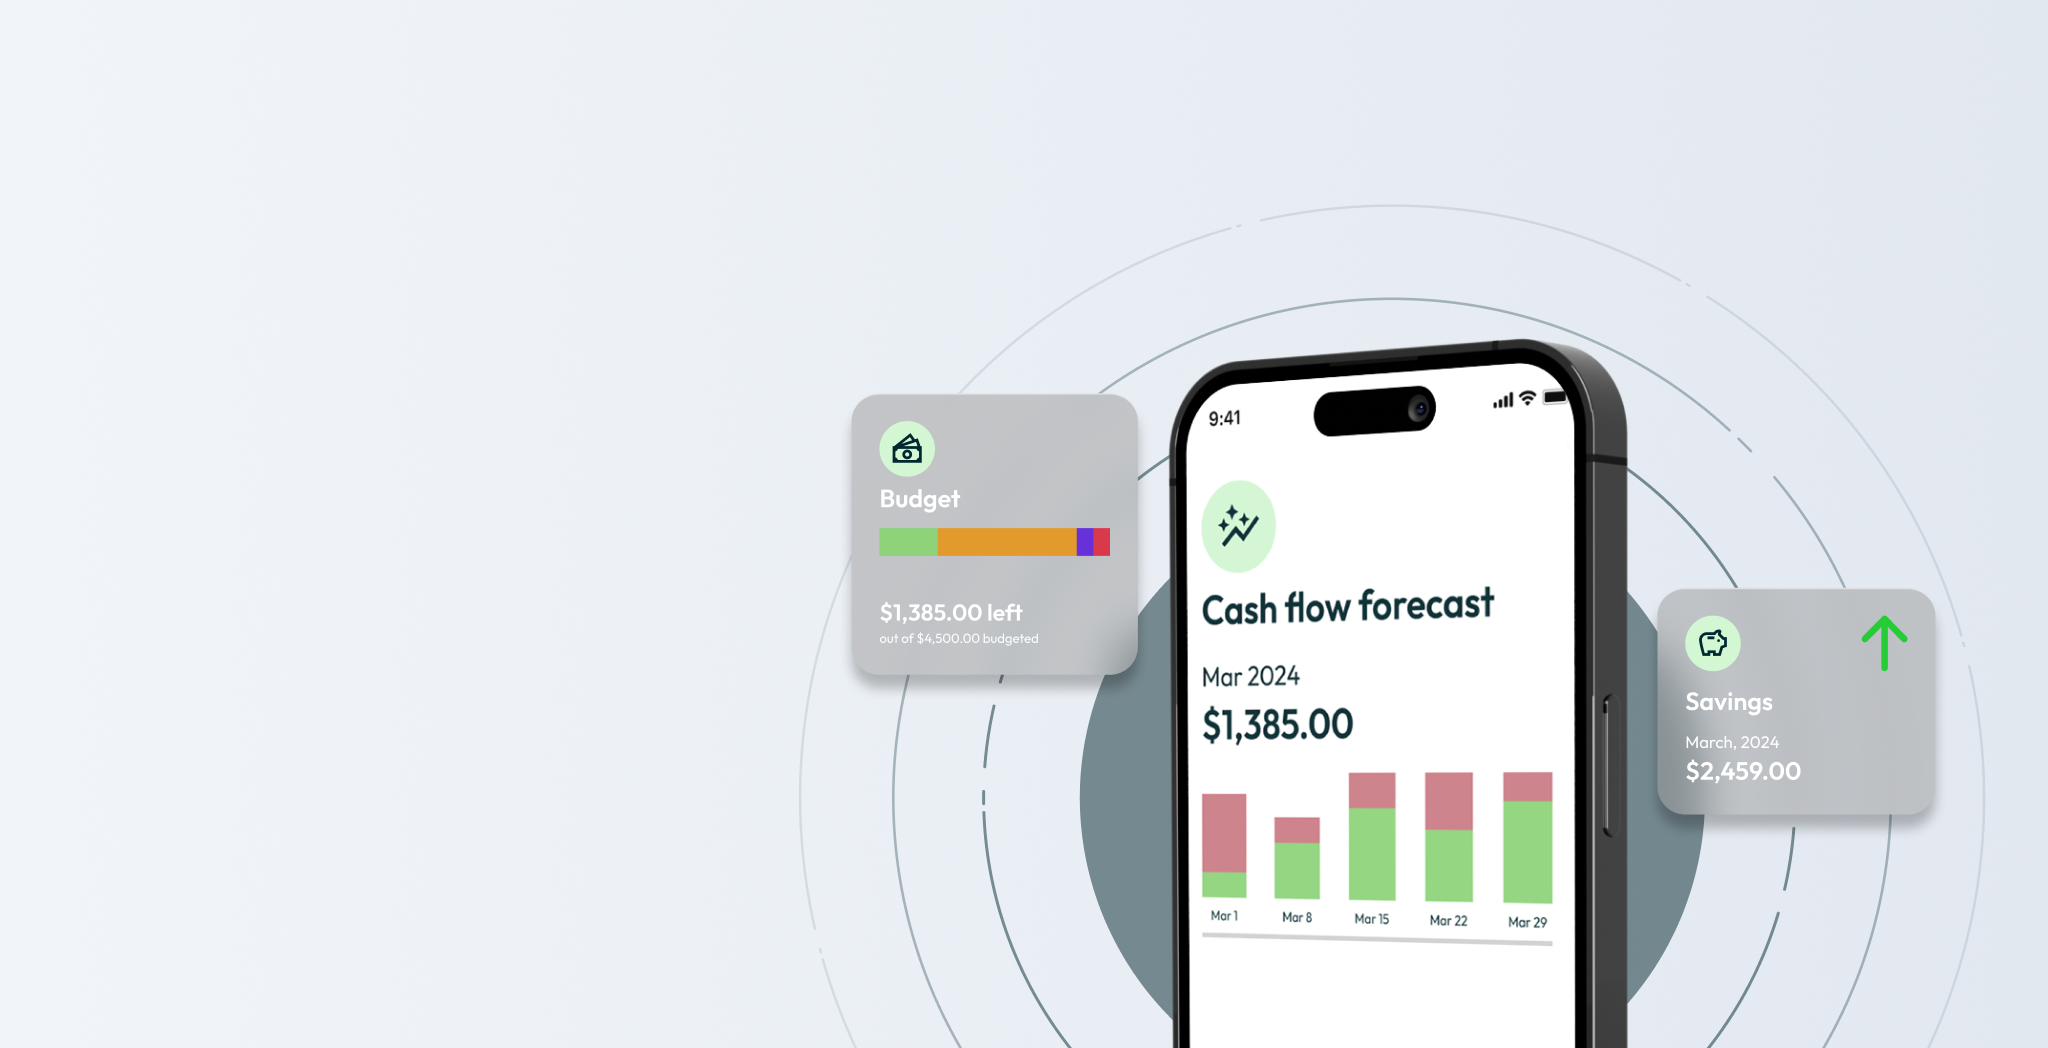 Budget
$1,385.00 left
out of $4,500.00 budgeted
9:41
Cash flow forecast
Mar 2024
$1,385.00
Mar 1 Mar 8 Mar 15 Mar 22 Mar 29
Savings
March, 2024
$2,459.00